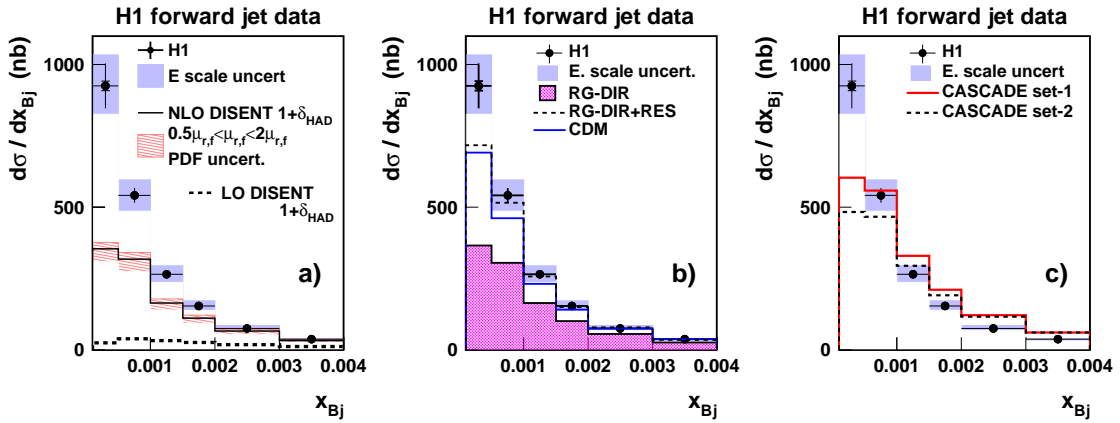 H1 forward jet data
dσ / dx_Bj (nb)
1000
500
0
H1
E scale uncert
NLO DISENT 1+δ_HAD
0.5μ_r,f<μ_r,f<2μ_r,f
PDF uncert.
LO DISENT
1+δ_HAD
a)
0.001 0.002 0.003 0.004
x_Bj
H1 forward jet data
dσ / dx_Bj (nb)
1000
500
0
H1
E. scale uncert.
RG-DIR
RG-DIR+RES
CDM
b)
0.001 0.002 0.003 0.004
x_Bj
H1 forward jet data
dσ / dx_Bj (nb)
1000
500
0
H1
E. scale uncert
CASCADE set-1
CASCADE set-2
c)
0.001 0.002 0.003 0.004
x_Bj